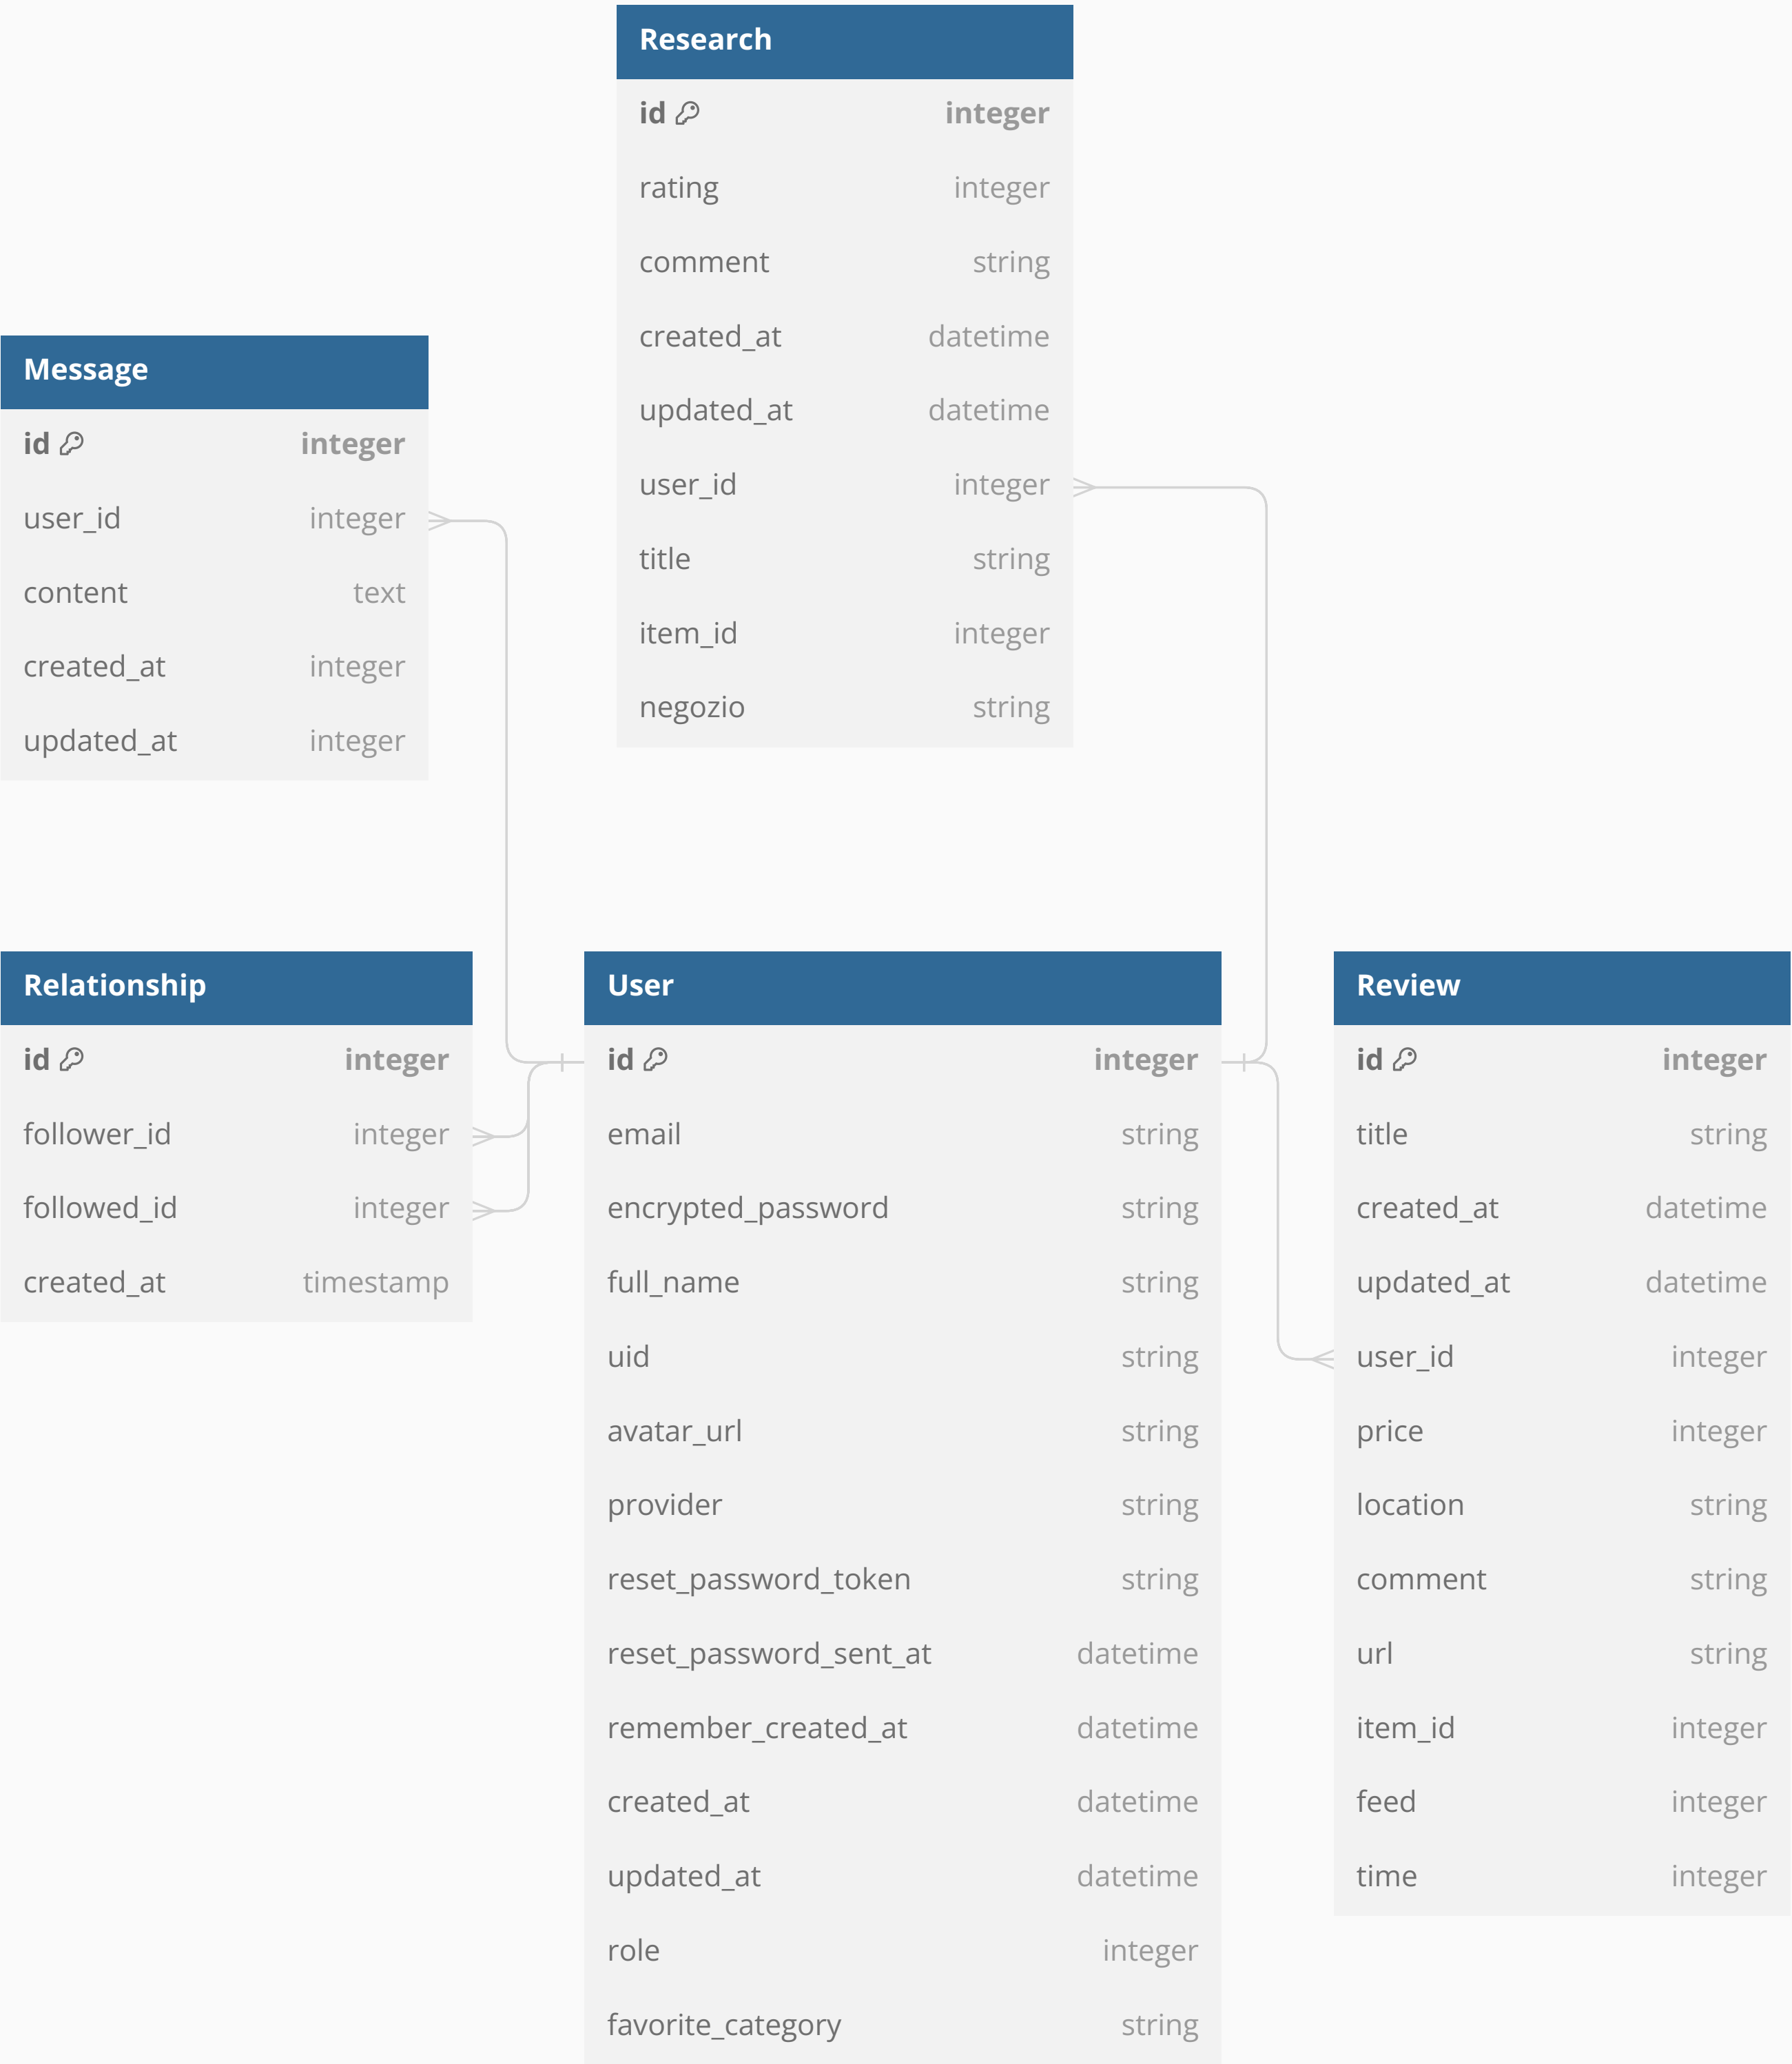 Research
id integer
rating integer
comment string
created_at datetime
updated_at datetime
user_id integer
title string
item_id integer
negozio string
Message
id integer
user_id integer
content text
created_at integer
updated_at integer
Relationship
id integer
follower_id integer
followed_id integer
created_at timestamp
User
id integer
email string
encrypted_password string
full_name string
uid string
avatar_url string
provider string
reset_password_token string
reset_password_sent_at datetime
remember_created_at datetime
created_at datetime
updated_at datetime
role integer
favorite_category string
Review
id integer
title string
created_at datetime
updated_at datetime
user_id integer
price integer
location string
comment string
url string
item_id integer
feed integer
time integer